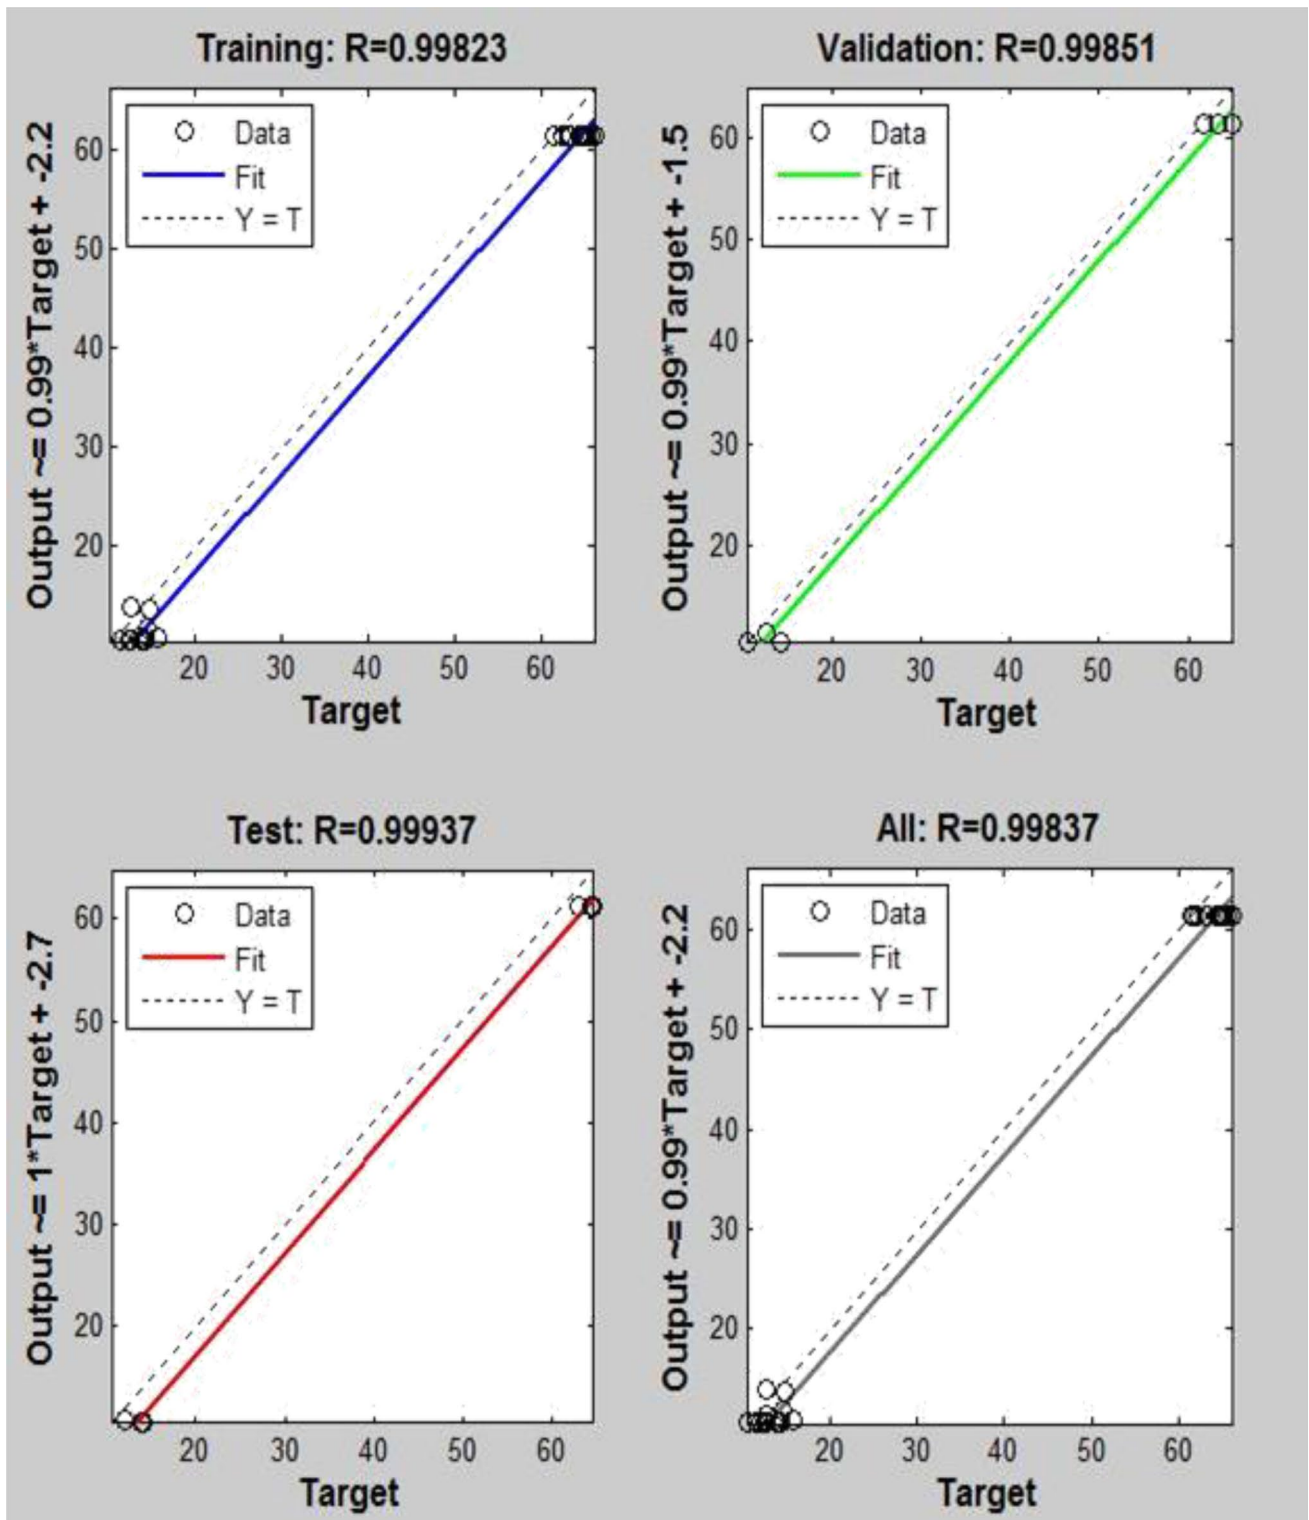 Training: R=0.99823
Output ~= 0.99*Target + -2.2
Data
Fit
Y = T
60
50
40
30
20
20 30 40 50 60
Target
Validation: R=0.99851
Output ~= 0.99*Target + -1.5
Data
Fit
Y = T
60
50
40
30
20
20 30 40 50 60
Target
Test: R=0.99937
Output ~= 1*Target + -2.7
Data
Fit
Y = T
60
50
40
30
20
20 30 40 50 60
Target
All: R=0.99837
Output ~= 0.99*Target + -2.2
Data
Fit
Y = T
60
50
40
30
20
20 30 40 50 60
Target